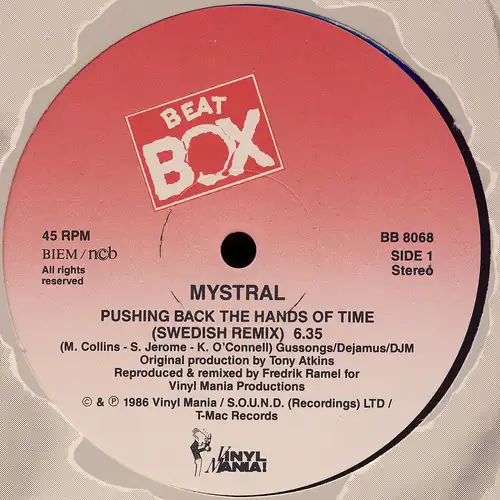 BEAT
BOX
45 RPM
BIEM / ncb
All rights
reserved
BB 8068
SIDE 1
Stereo
MYSTRAL
PUSHING BACK THE HANDS OF TIME
(SWEDISH REMIX) 6.35
(M. Collins - S. Jerome - K. O'Connell) Gussongs/Dejamus/DJM
Original production by Tony Atkins
Reproduced & remixed by Fredrik Ramel for
Vinyl Mania Productions
© & ℗ 1986 Vinyl Mania / S.O.U.N.D. (Recordings) LTD /
T-Mac Records
VINYL
MANIA!